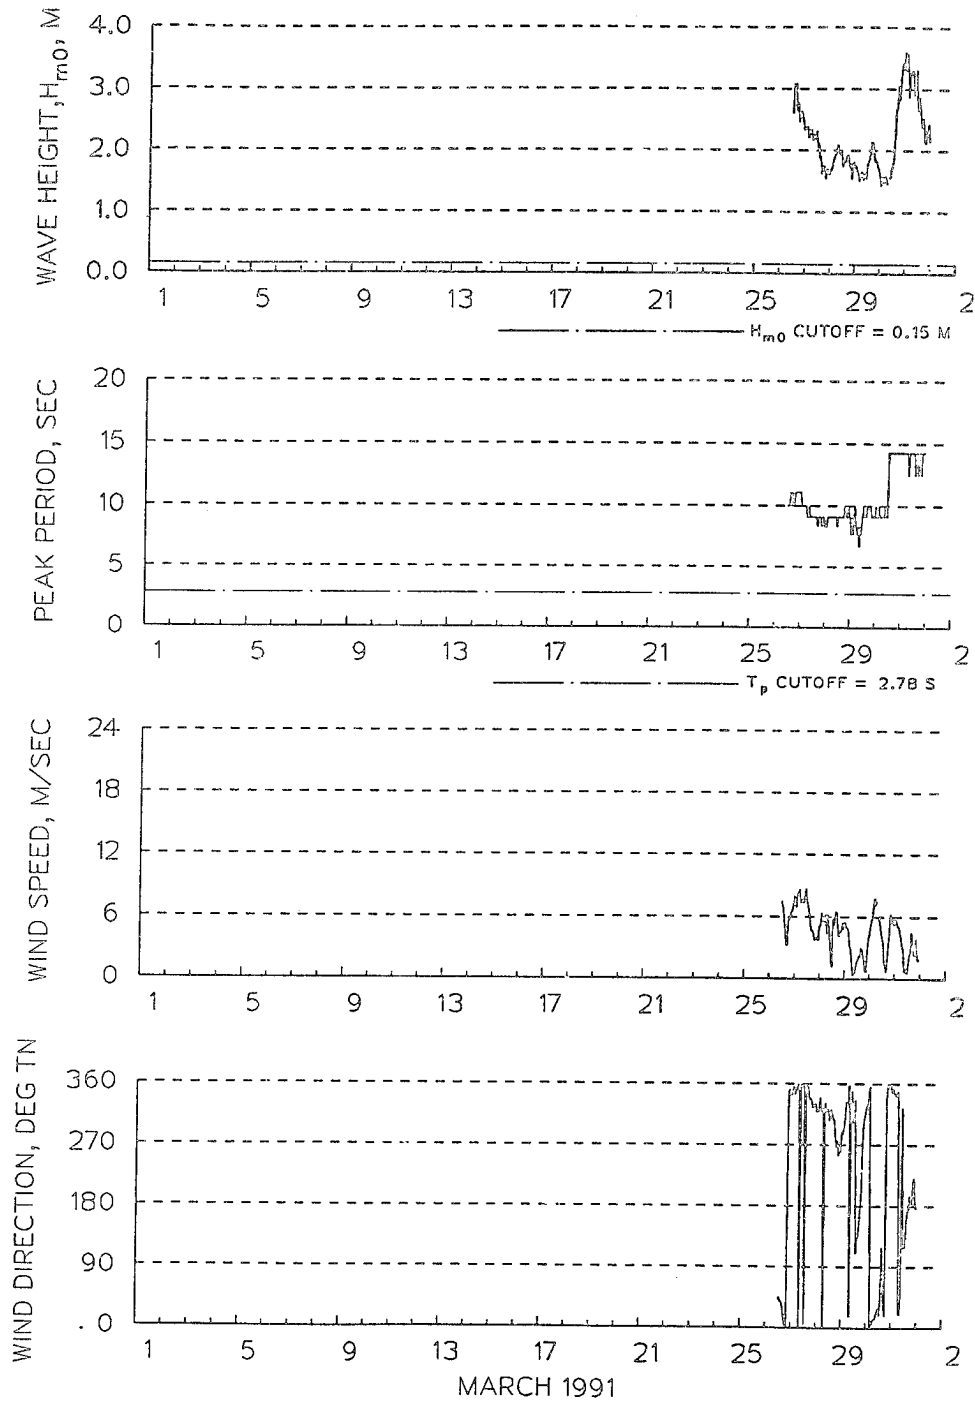 WAVE HEIGHT, Hm0, M
4.0
3.0
2.0
1.0
0.0
1 5 9 13 17 21 25 29 2
Hm0 CUTOFF = 0.15 M
PEAK PERIOD, SEC
20
15
10
5
0
1 5 9 13 17 21 25 29 2
Tp CUTOFF = 2.78 S
WIND SPEED, M/SEC
24
18
12
6
0
1 5 9 13 17 21 25 29 2
WIND DIRECTION, DEG TN
360
270
180
90
0
1 5 9 13 17 21 25 29 2
MARCH 1991